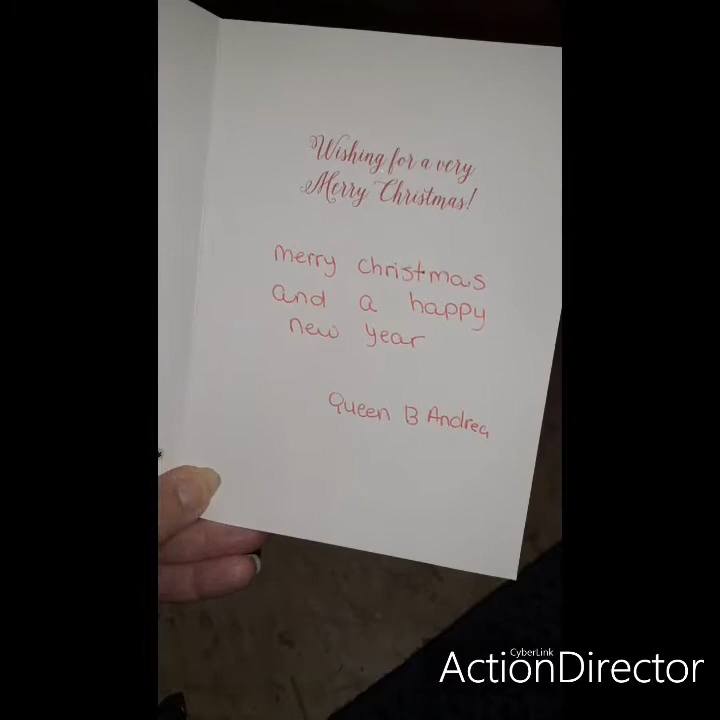 Wishing for a very
Merry Christmas!
merry christmas
and a happy
new year
Queen B Andrea
CyberLink
ActionDirector